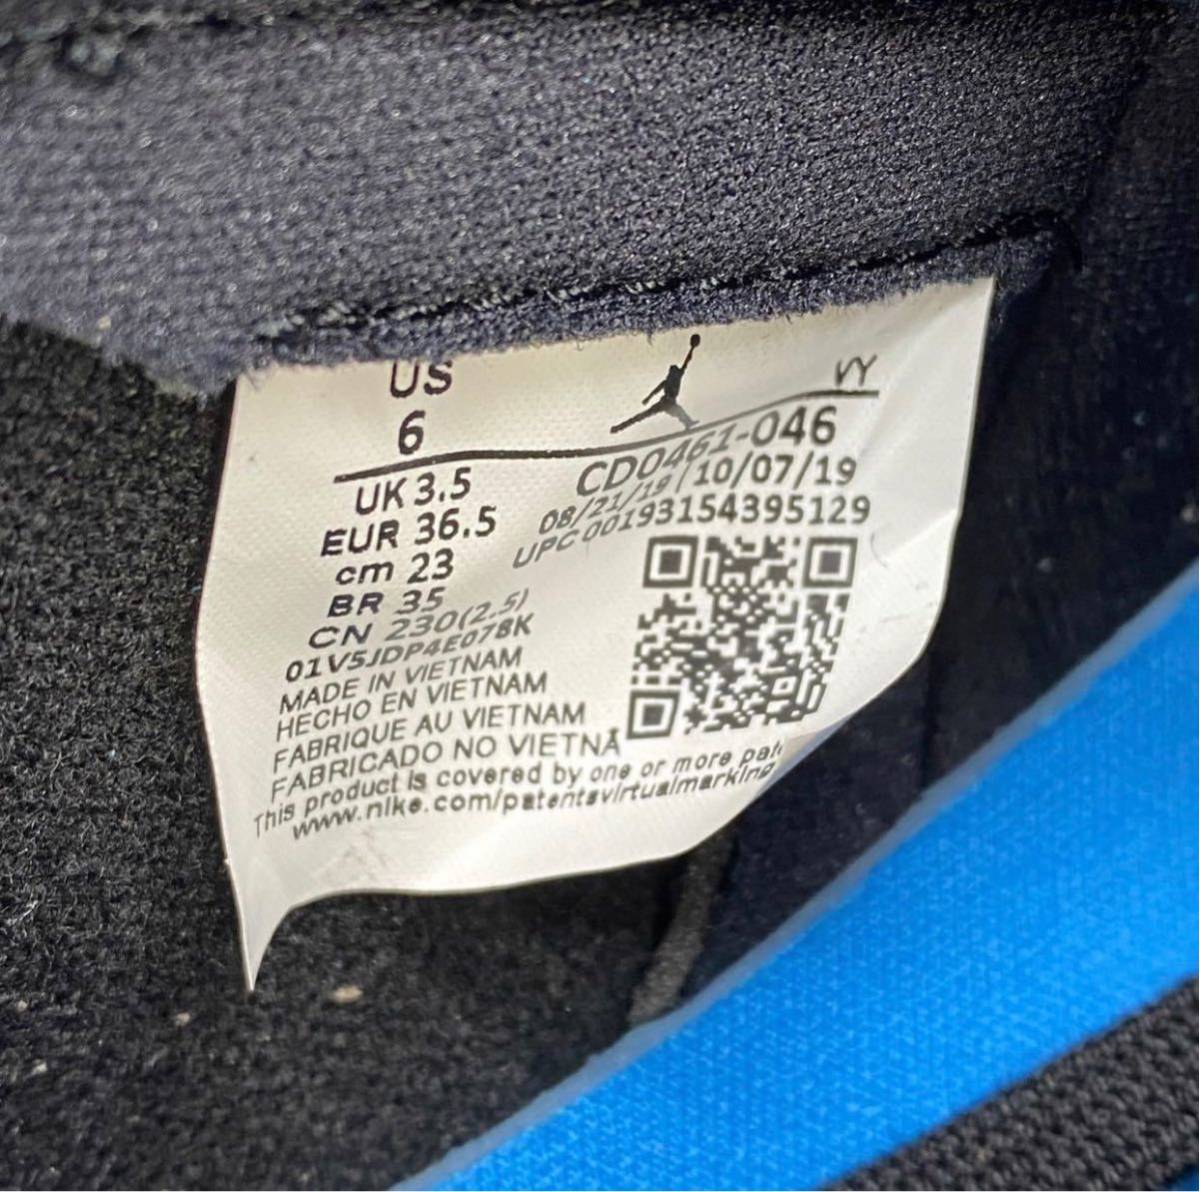 US
6
VY
UK 3.5
EUR 36.5
cm 23
BR 35
CN 230(2.5)
CD0461-046
08/21/19 / 10/07/19
UPC 00193154395129
01V5JDP4E078K
MADE IN VIETNAM
HECHO EN VIETNAM
FABRIQUE AU VIETNAM
FABRICADO NO VIETNÃ
This product is covered by one or more pat
www.nike.com/patentsvirtualmarking